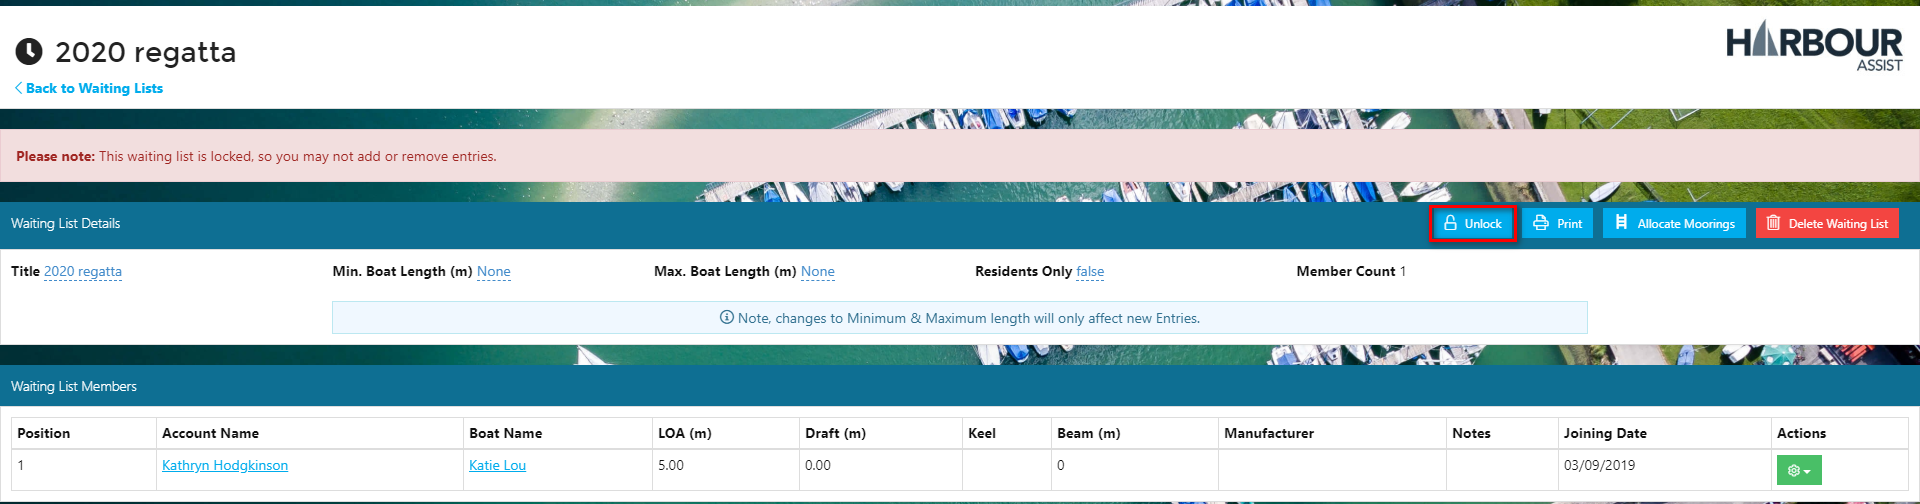 2020 regatta
HARBOUR
ASSIST
Back to Waiting Lists
Please note: This waiting list is locked, so you may not add or remove entries.
Waiting List Details
Unlock
Print
Allocate Moorings
Delete Waiting List
Title 2020 regatta
Min. Boat Length (m) None
Max. Boat Length (m) None
Residents Only false
Member Count 1
Note, changes to Minimum & Maximum length will only affect new Entries.
Waiting List Members
Position Account Name Boat Name LOA (m) Draft (m) Keel Beam (m) Manufacturer Notes Joining Date Actions
1 Kathryn Hodgkinson Katie Lou 5.00 0.00 0 03/09/2019